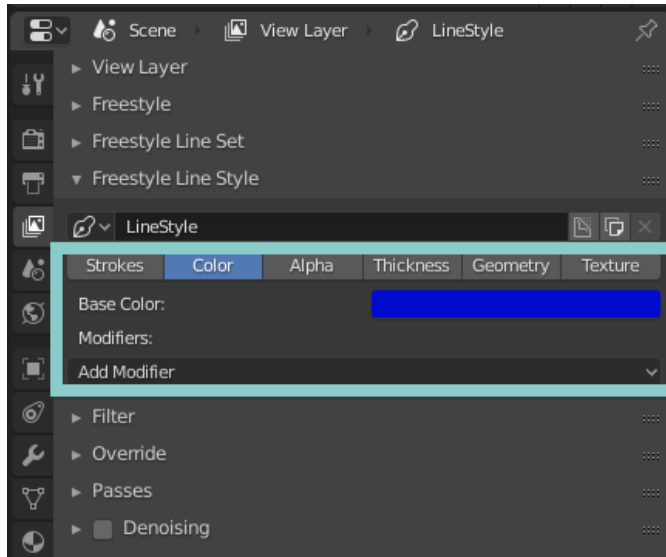 Scene View Layer LineStyle
View Layer
Freestyle
Freestyle Line Set
Freestyle Line Style
LineStyle
Strokes Color Alpha Thickness Geometry Texture
Base Color:
Modifiers:
Add Modifier
Filter
Override
Passes
Denoising